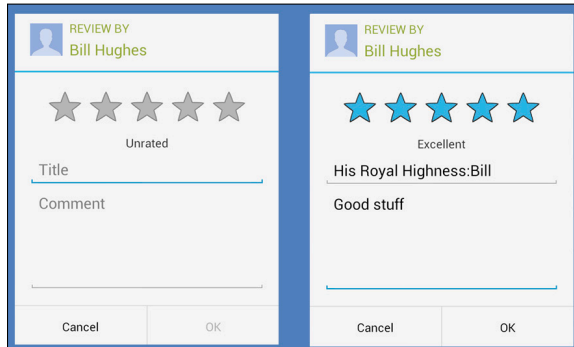 REVIEW BY
Bill Hughes
Unrated
Title
Comment
Cancel
OK
REVIEW BY
Bill Hughes
Excellent
His Royal Highness:Bill
Good stuff
Cancel
OK